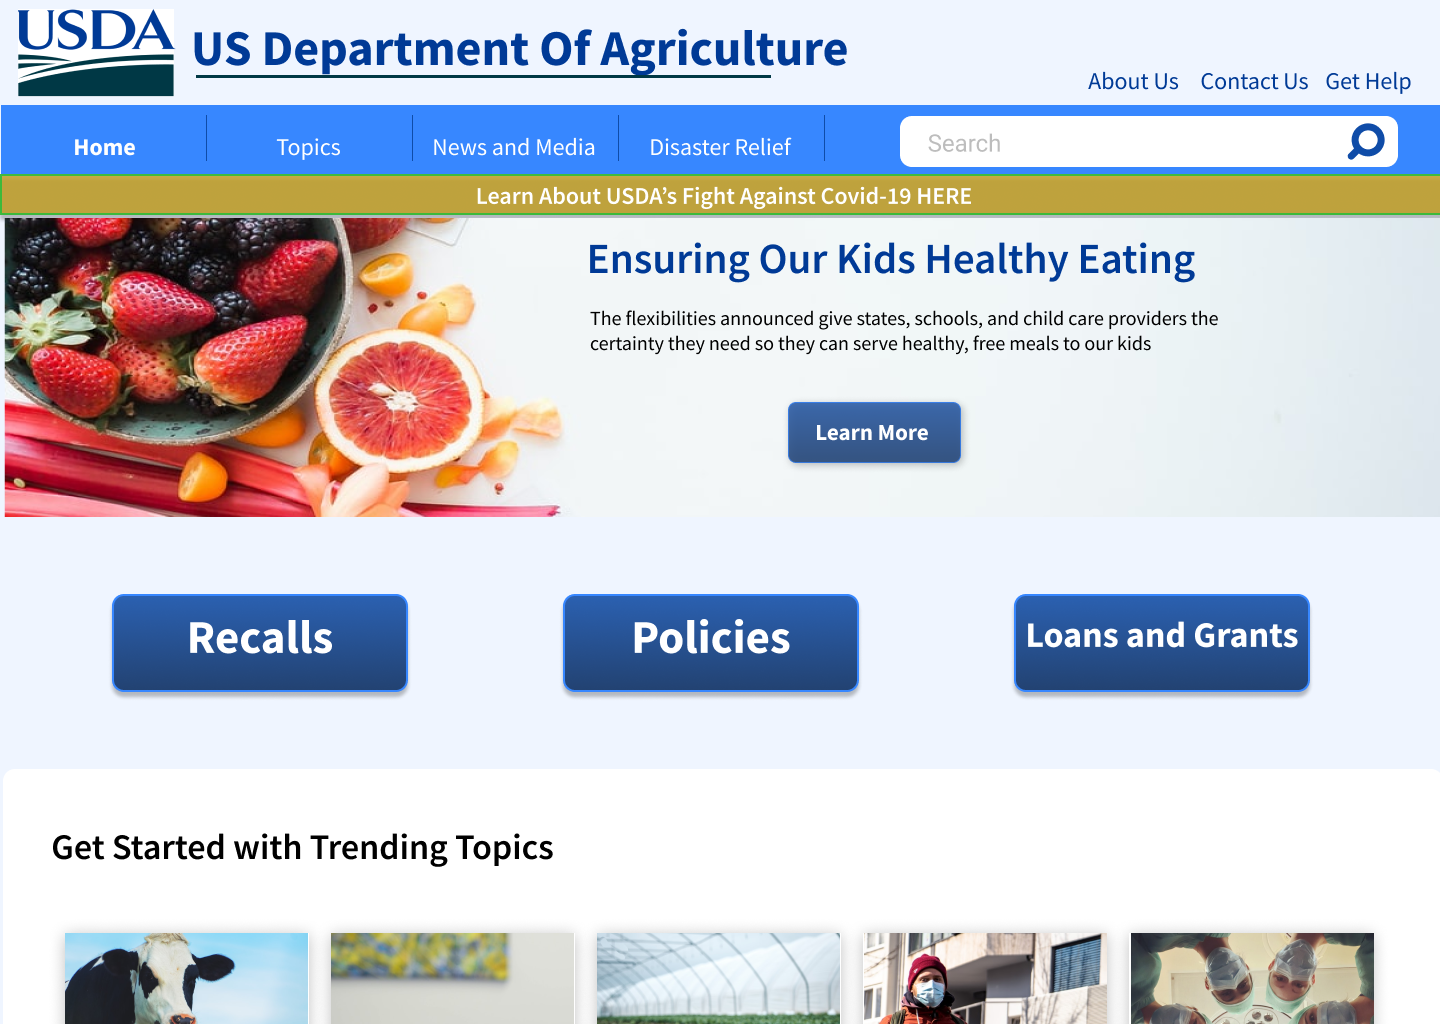 USDA
US Department Of Agriculture
About Us Contact Us Get Help
Home Topics News and Media Disaster Relief Search
Learn About USDA’s Fight Against Covid-19 HERE
Ensuring Our Kids Healthy Eating
The flexibilities announced give states, schools, and child care providers the
certainty they need so they can serve healthy, free meals to our kids
Learn More
Recalls Policies Loans and Grants
Get Started with Trending Topics